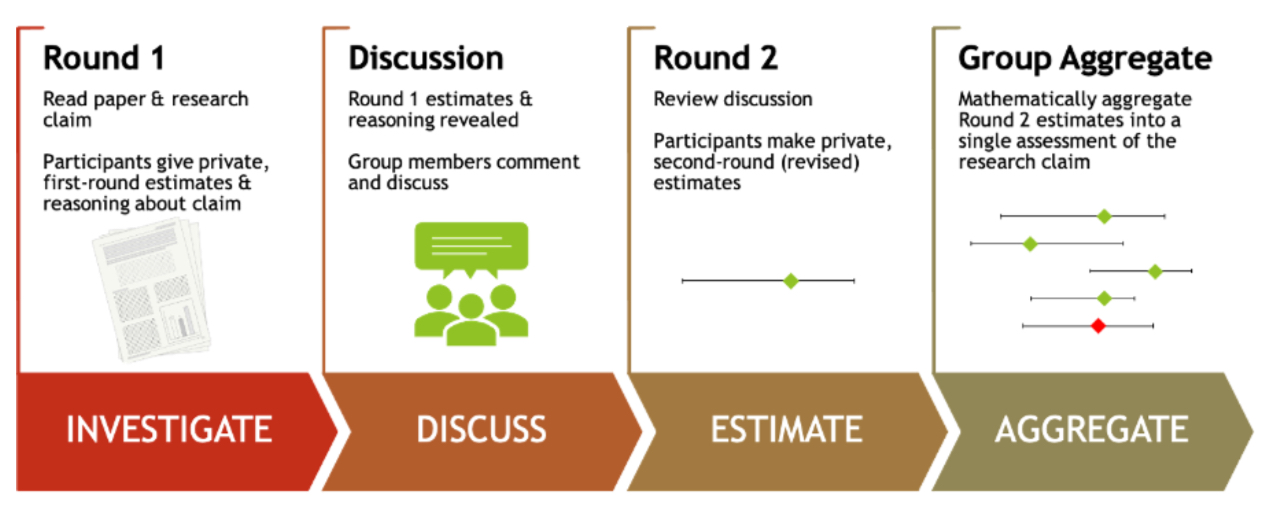 Round 1
Read paper & research
claim
Participants give private,
first-round estimates &
reasoning about claim
INVESTIGATE
Discussion
Round 1 estimates &
reasoning revealed
Group members comment
and discuss
DISCUSS
Round 2
Review discussion
Participants make private,
second-round (revised)
estimates
ESTIMATE
Group Aggregate
Mathematically aggregate
Round 2 estimates into a
single assessment of the
research claim
AGGREGATE